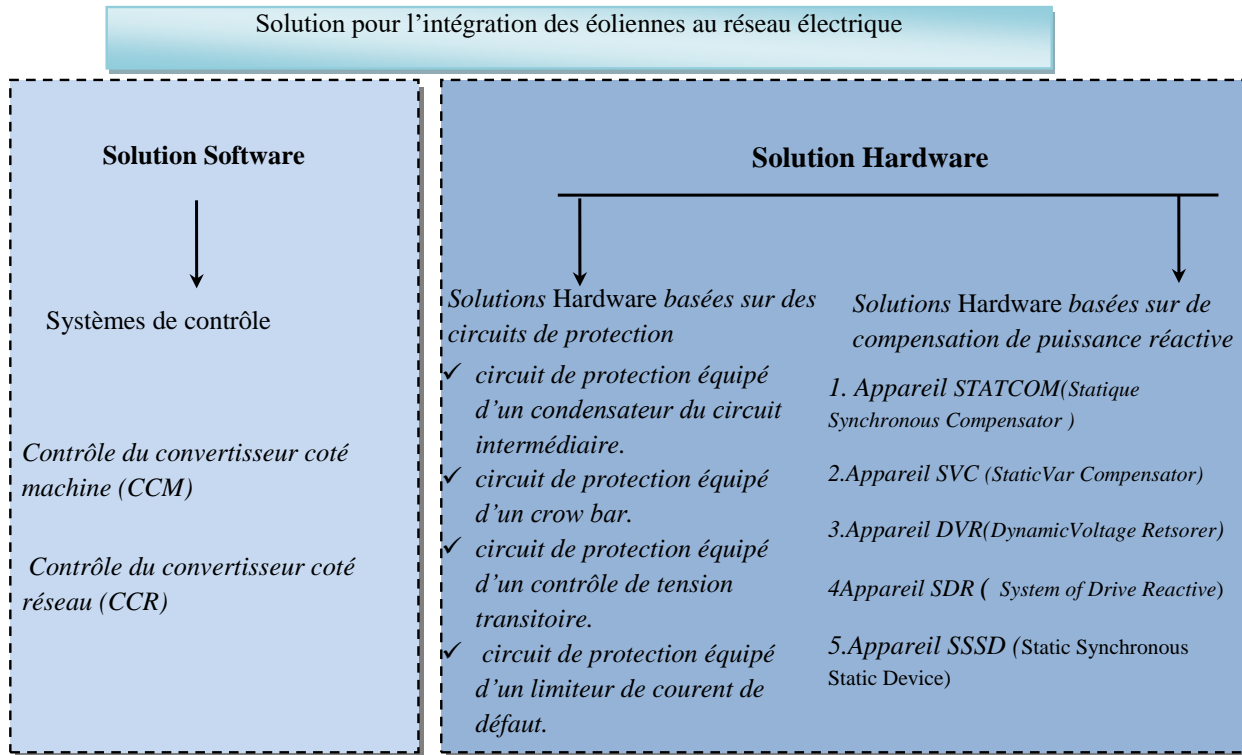 Solution pour l’intégration des éoliennes au réseau électrique
Solution Software
Systèmes de contrôle
Contrôle du convertisseur coté
machine (CCM)
Contrôle du convertisseur coté
réseau (CCR)
Solution Hardware
Solutions Hardware basées sur des
circuits de protection
✓ circuit de protection équipé
d’un condensateur du circuit
intermédiaire.
✓ circuit de protection équipé
d’un crow bar.
✓ circuit de protection équipé
d’un contrôle de tension
transitoire.
✓ circuit de protection équipé
d’un limiteur de courent de
défaut.
Solutions Hardware basées sur de
compensation de puissance réactive
1. Appareil STATCOM(Statique
Synchronous Compensator )
2.Appareil SVC (StaticVar Compensator)
3.Appareil DVR(DynamicVoltage Retsorer)
4Appareil SDR ( System of Drive Reactive)
5.Appareil SSSD (Static Synchronous
Static Device)